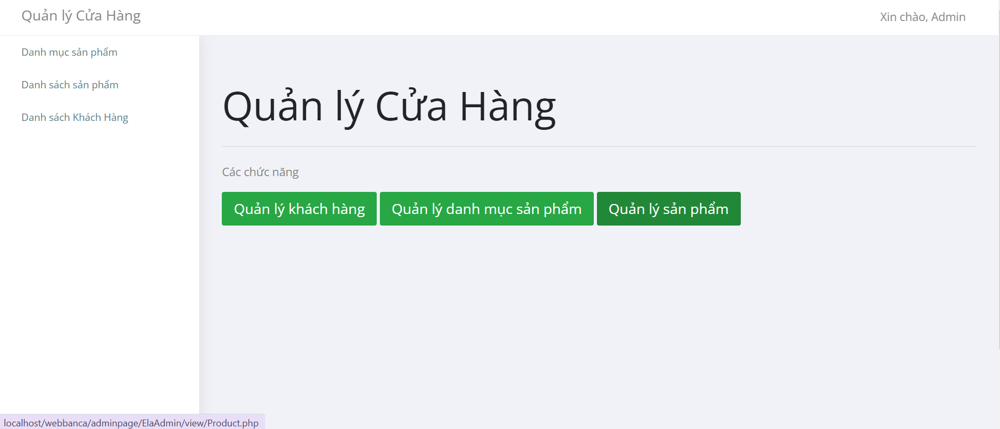 Quản lý Cửa Hàng
Xin chào, Admin
Danh mục sản phẩm
Danh sách sản phẩm
Danh sách Khách Hàng
Quản lý Cửa Hàng
Các chức năng
Quản lý khách hàng Quản lý danh mục sản phẩm Quản lý sản phẩm
localhost/webbanca/adminpage/ElaAdmin/view/Product.php